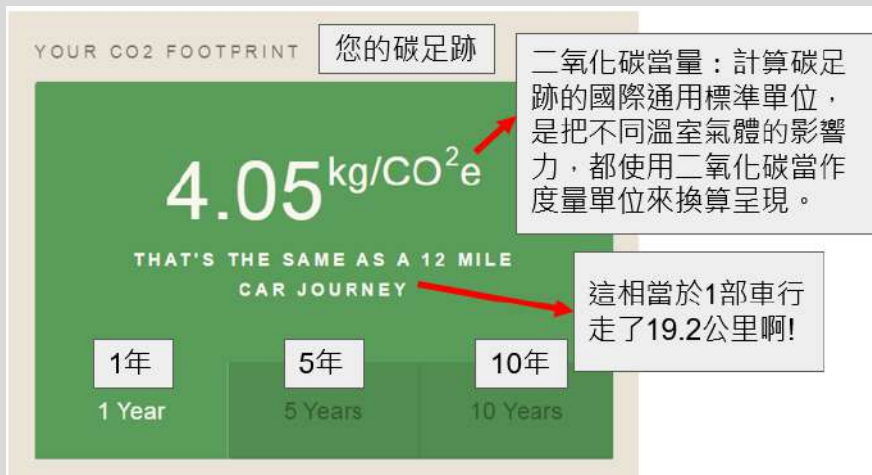 YOUR CO2 FOOTPRINT
您的碳足跡
二氧化碳當量：計算碳足
跡的國際通用標準單位，
是把不同溫室氣體的影響
力，都使用二氧化碳當作
度量單位來換算呈現。
4.05 kg/CO²e
THAT'S THE SAME AS A 12 MILE
CAR JOURNEY
這相當於1部車行
走了19.2公里啊!
1年
5年
10年
1 Year
5 Years
10 Years